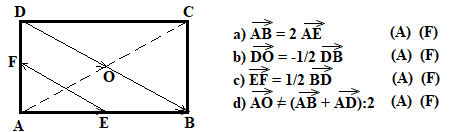 D C
a) AB = 2 AE (A) (F)
b) DO = -1/2 DB (A) (F)
F O
c) EF = 1/2 BD (A) (F)
d) AO ≠ (AB + AD):2 (A) (F)
A E B